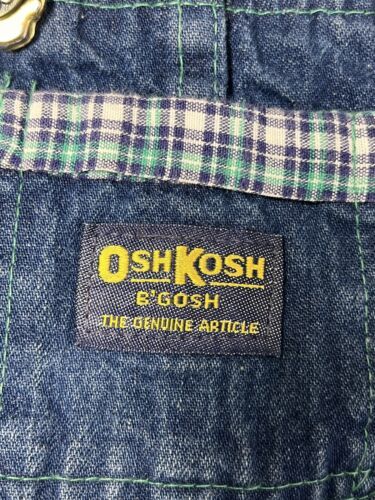 OSHKOSH
B'GOSH
THE GENUINE ARTICLE